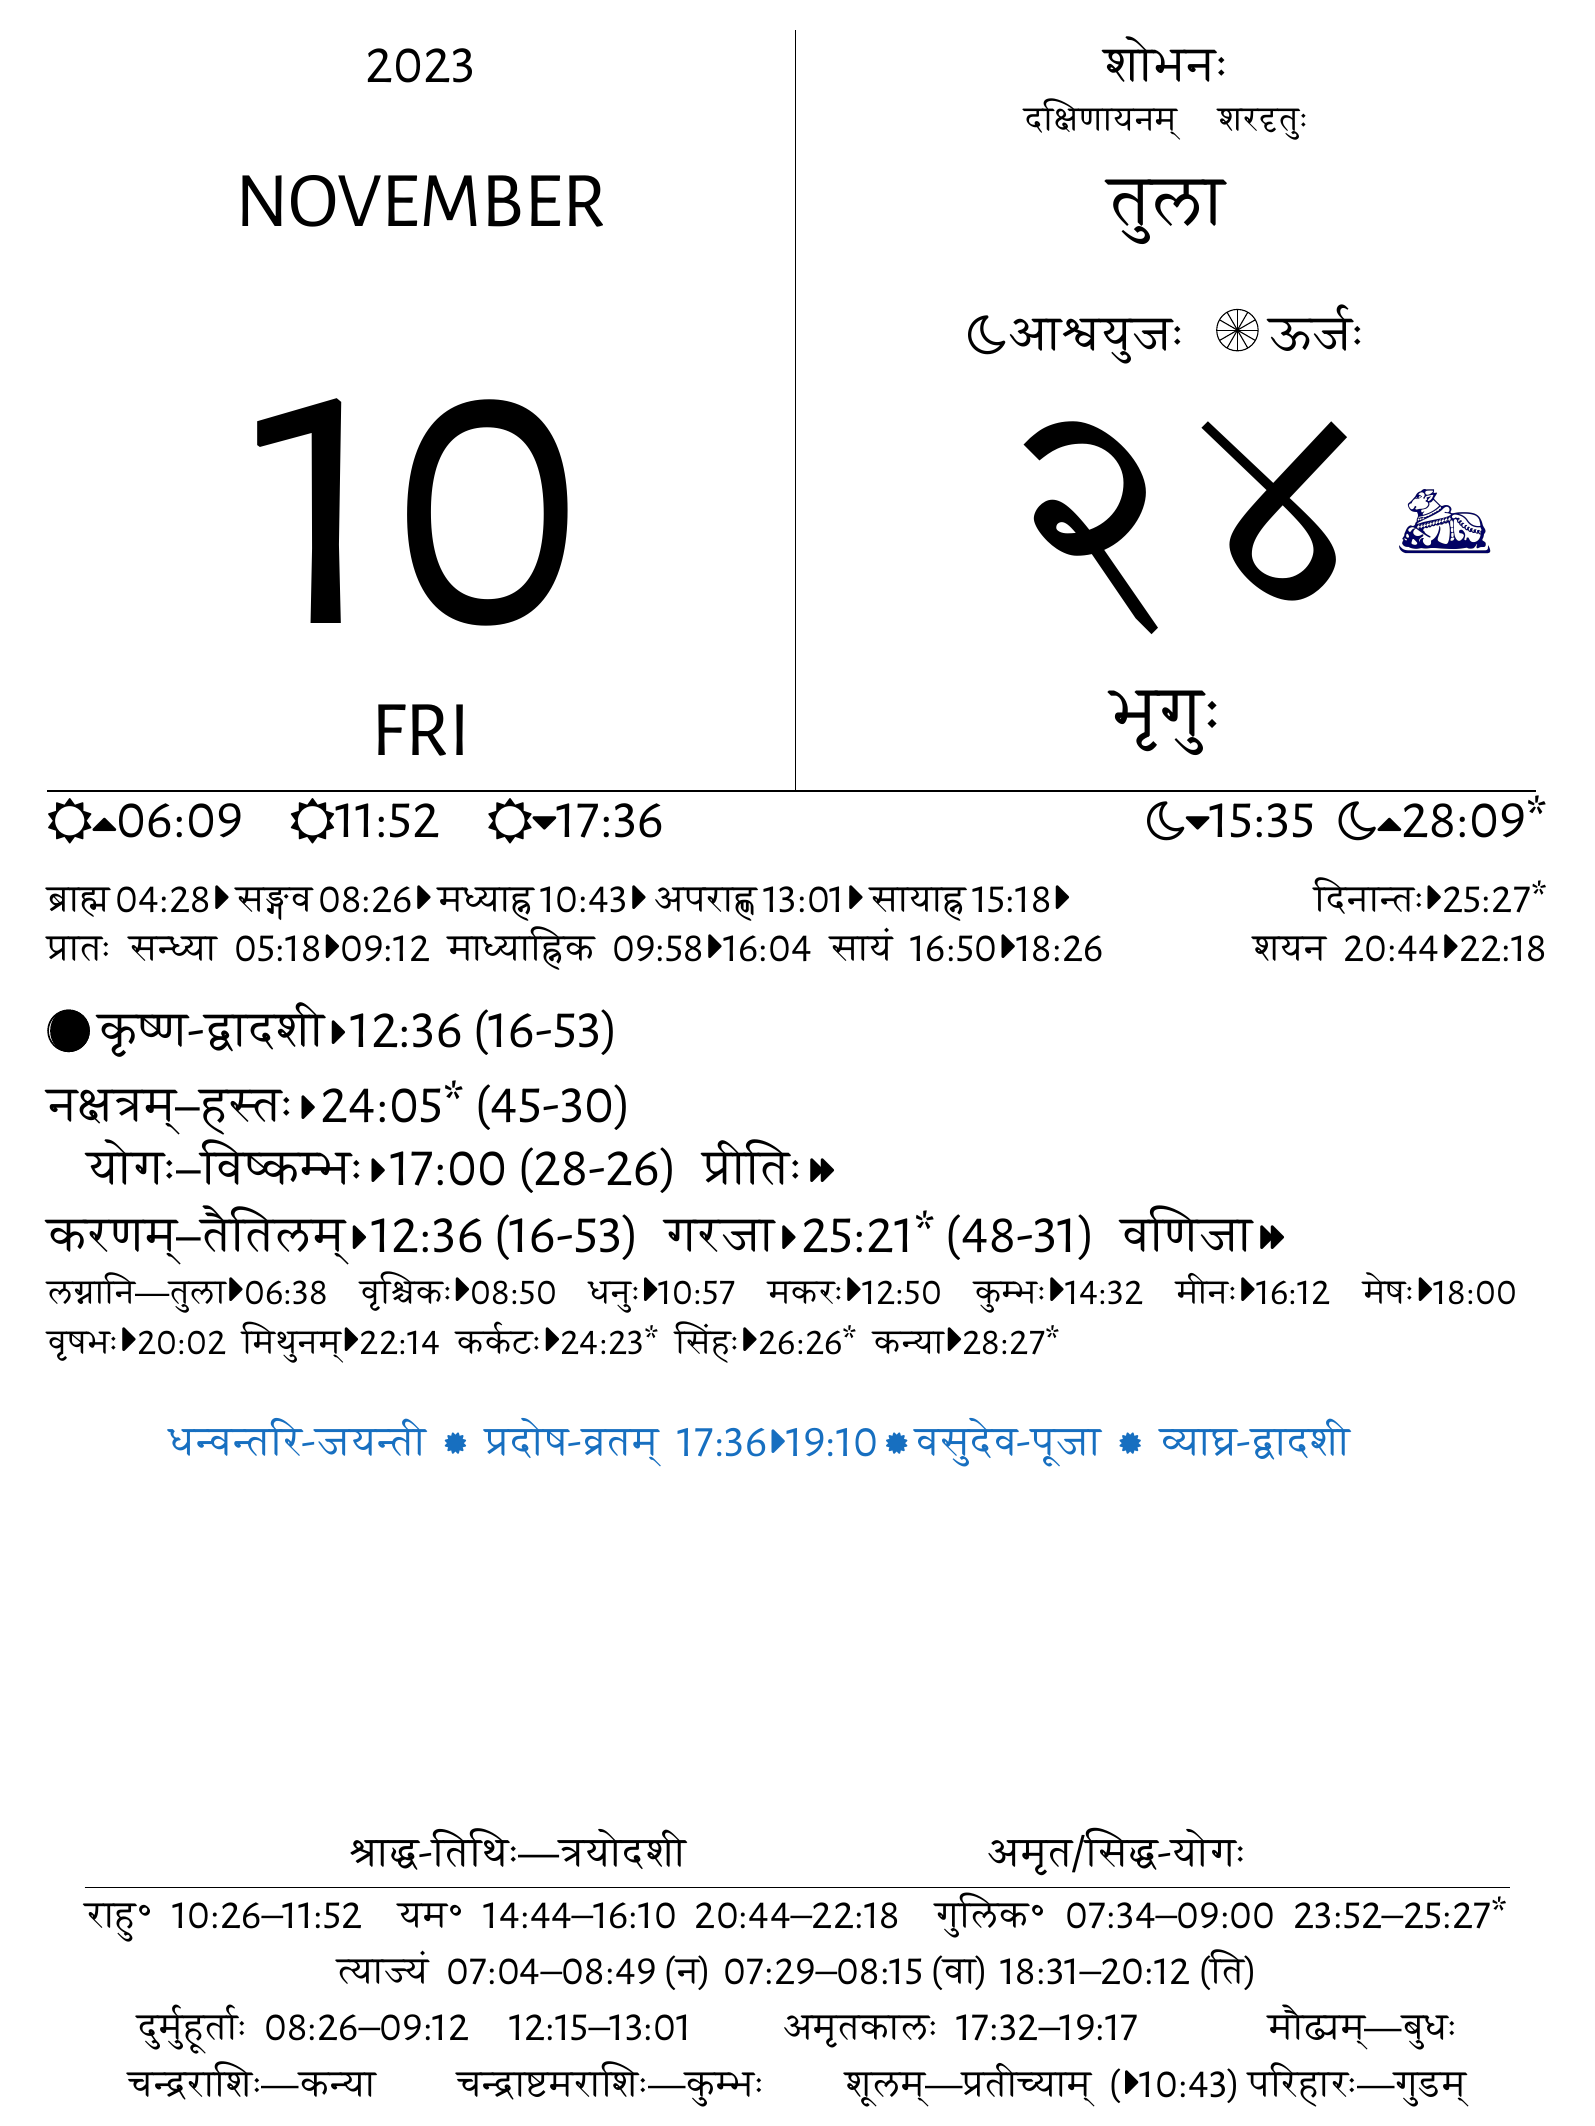 2023
NOVEMBER
10
FRI
शोभनः
दक्षिणायनम् शरदृतुः
तुला
आश्वयुजः ऊर्जः
२४
भृगुः
06:09 11:52 17:36 15:35 28:09*
ब्राह्म 04:28 सङ्गव 08:26 मध्याह्न 10:43 अपराह्ण 13:01 सायाह्न 15:18 दिनान्तः 25:27*
प्रातः सन्ध्या 05:18 09:12 माध्याह्निक 09:58 16:04 सायं 16:50 18:26 शयन 20:44 22:18
कृष्ण-द्वादशी 12:36 (16-53)
नक्षत्रम्–हस्तः 24:05* (45-30)
योगः–विष्कम्भः 17:00 (28-26) प्रीतिः
करणम्–तैतिलम् 12:36 (16-53) गरजा 25:21* (48-31) वणिजा
लग्नानि—तुला 06:38 वृश्चिकः 08:50 धनुः 10:57 मकरः 12:50 कुम्भः 14:32 मीनः 16:12 मेषः 18:00
वृषभः 20:02 मिथुनम् 22:14 कर्कटः 24:23* सिंहः 26:26* कन्या 28:27*
धन्वन्तरि-जयन्ती ✹ प्रदोष-व्रतम् 17:36 19:10 ✹ वसुदेव-पूजा ✹ व्याघ्र-द्वादशी
श्राद्ध-तिथिः—त्रयोदशी अमृत/सिद्ध-योगः
राहु॰ 10:26–11:52 यम॰ 14:44–16:10 20:44–22:18 गुलिक॰ 07:34–09:00 23:52–25:27*
त्याज्यं 07:04–08:49 (न) 07:29–08:15 (वा) 18:31–20:12 (ति)
दुर्मुहूर्ताः 08:26–09:12 12:15–13:01 अमृतकालः 17:32–19:17 मौढ्यम्—बुधः
चन्द्रराशिः—कन्या चन्द्राष्टमराशिः—कुम्भः शूलम्—प्रतीच्याम् (10:43) परिहारः—गुडम्